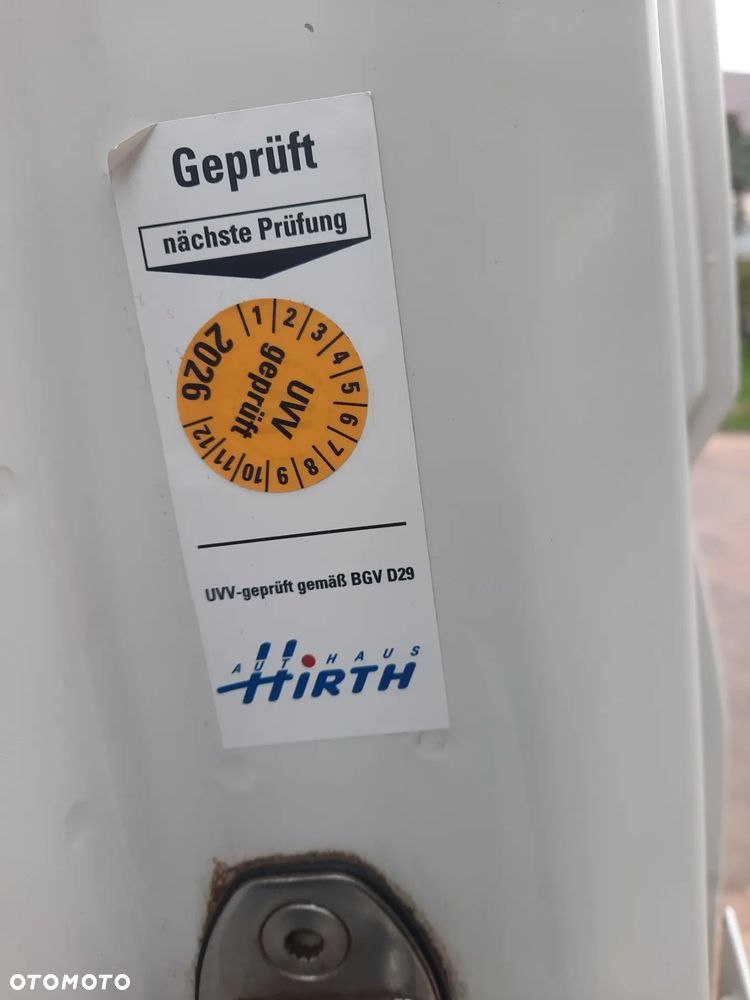 Geprüft
nächste Prüfung
2026
1 2 3 4 5 6 7 8 9 10 11 12
UVV
geprüft
UVV-geprüft gemäß BGV D29
AUTOHAUS
HIRTH
OTOMOTO